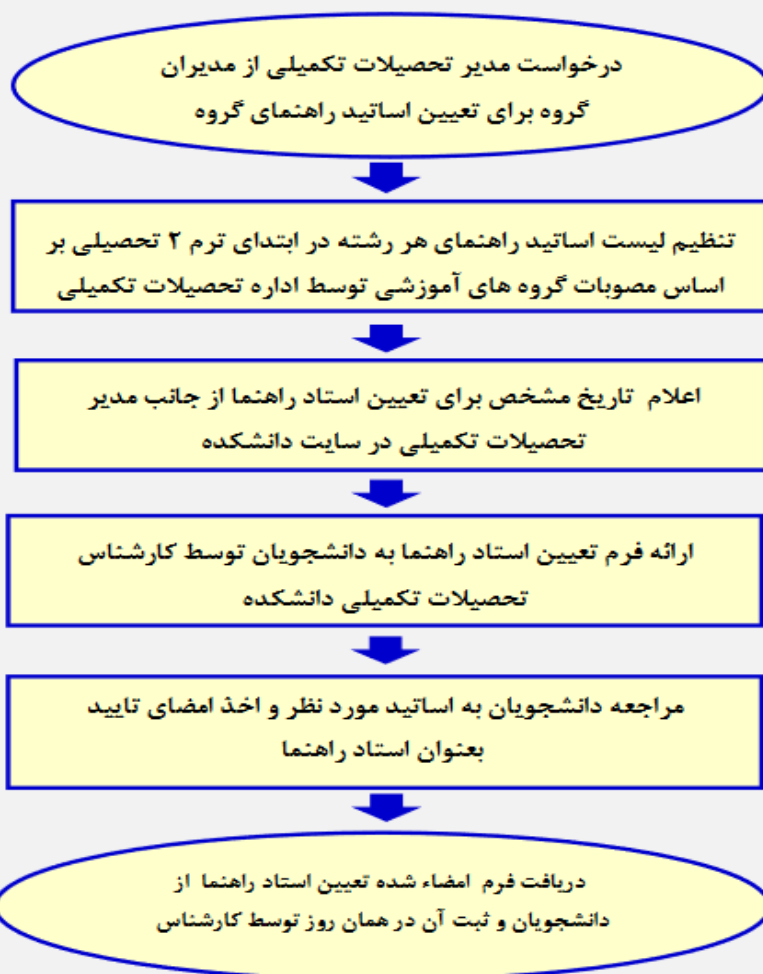 درخواست مدیر تحصیلات تکمیلی از مدیران
گروه برای تعیین اساتید راهنمای گروه
تنظیم لیست اساتید راهنمای هر رشته در ابتدای ترم ۲ تحصیلی بر
اساس مصوبات گروه های آموزشی توسط اداره تحصیلات تکمیلی
اعلام تاریخ مشخص برای تعیین استاد راهنما از جانب مدیر
تحصیلات تکمیلی در سایت دانشکده
ارائه فرم تعیین استاد راهنما به دانشجویان توسط کارشناس
تحصیلات تکمیلی دانشکده
مراجعه دانشجویان به اساتید مورد نظر و اخذ امضای تایید
بعنوان استاد راهنما
دریافت فرم امضاء شده تعیین استاد راهنما از
دانشجویان و ثبت آن در همان روز توسط کارشناس